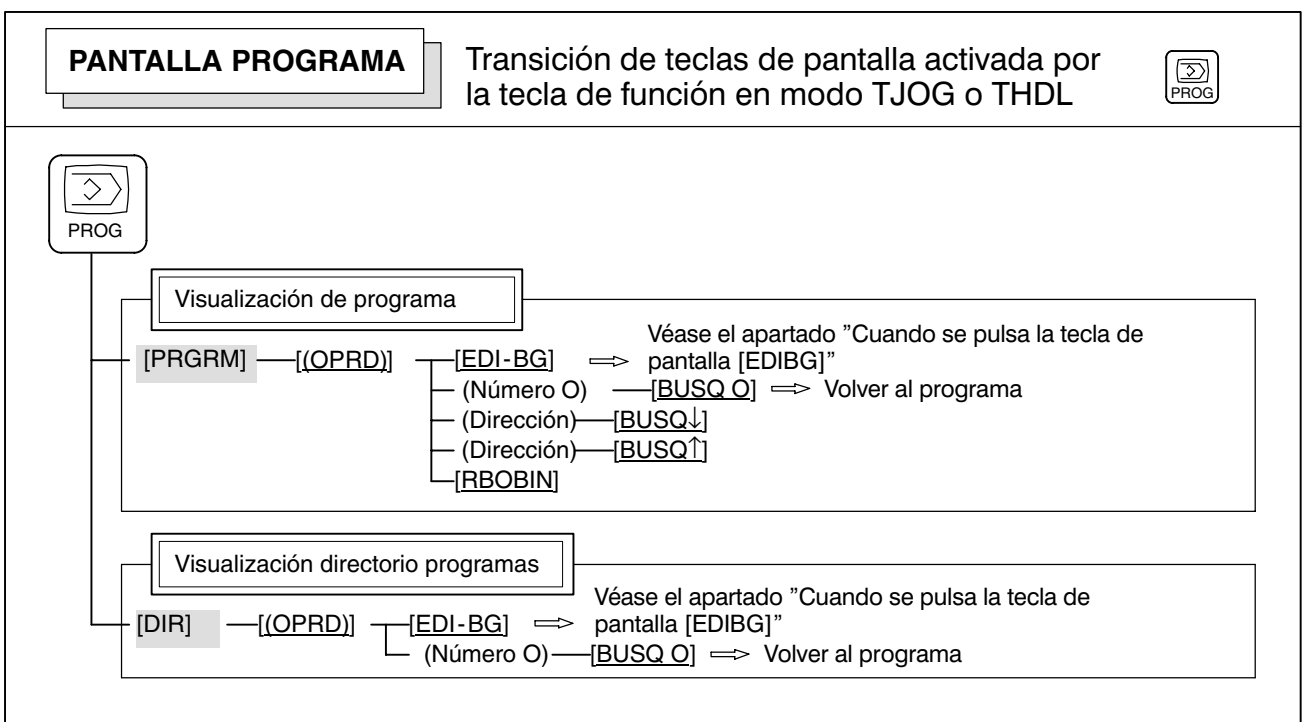 PANTALLA PROGRAMA
Transición de teclas de pantalla activada por
la tecla de función en modo TJOG o THDL
PROG
PROG
Visualización de programa
[PRGRM] [(OPRD)] [EDI-BG] Véase el apartado "Cuando se pulsa la tecla de
pantalla [EDIBG]"
(Número O) [BUSQ O] Volver al programa
(Dirección) [BUSQ↓]
(Dirección) [BUSQ↑]
[RBOBIN]
Visualización directorio programas
[DIR] [(OPRD)] [EDI-BG] Véase el apartado "Cuando se pulsa la tecla de
pantalla [EDIBG]"
(Número O) [BUSQ O] Volver al programa